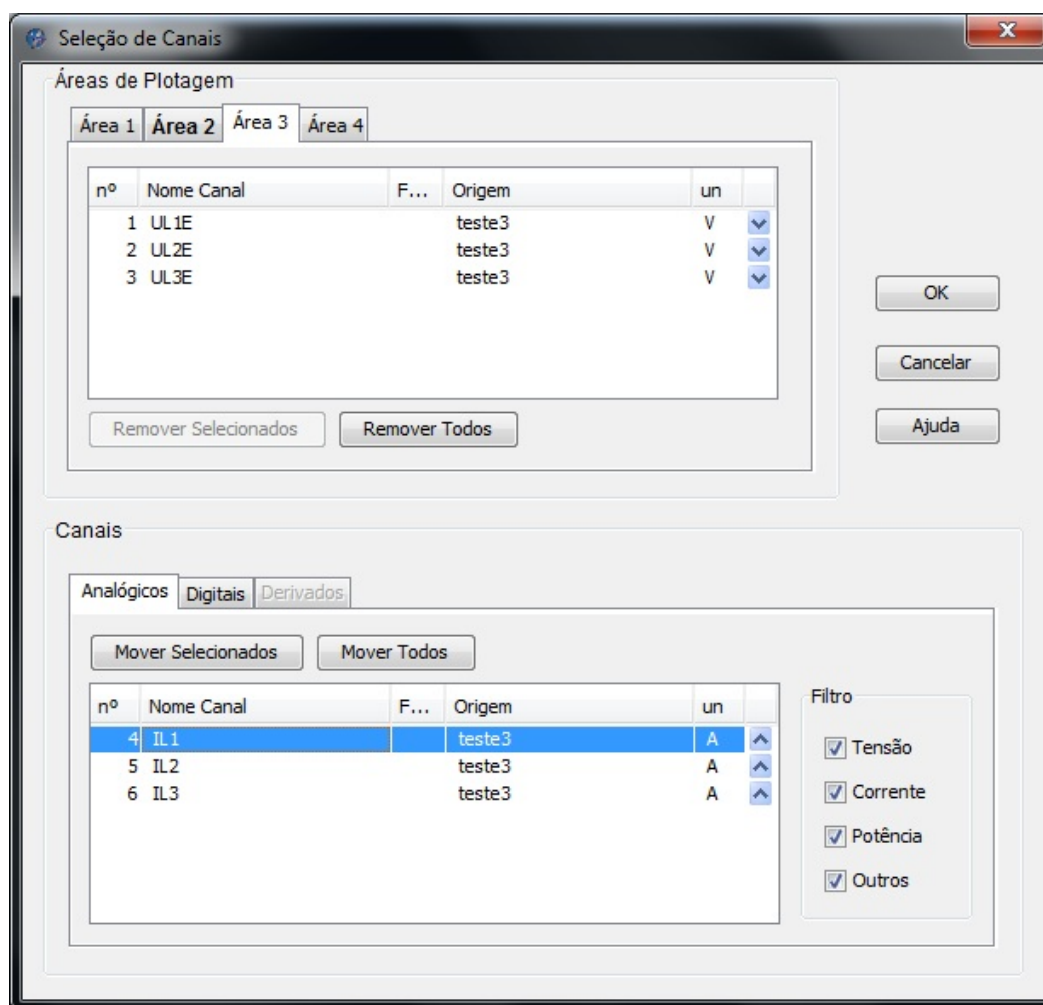 Seleção de Canais
Áreas de Plotagem
Área 1 Área 2 Área 3 Área 4
nº Nome Canal F... Origem un
1 UL1E teste3 V
2 UL2E teste3 V
3 UL3E teste3 V
OK
Cancelar
Remover Selecionados Remover Todos Ajuda
Canais
Analógicos Digitais Derivados
Mover Selecionados Mover Todos
nº Nome Canal F... Origem un Filtro
4 IL1 teste3 A Tensão
5 IL2 teste3 A
6 IL3 teste3 A Corrente
Potência
Outros